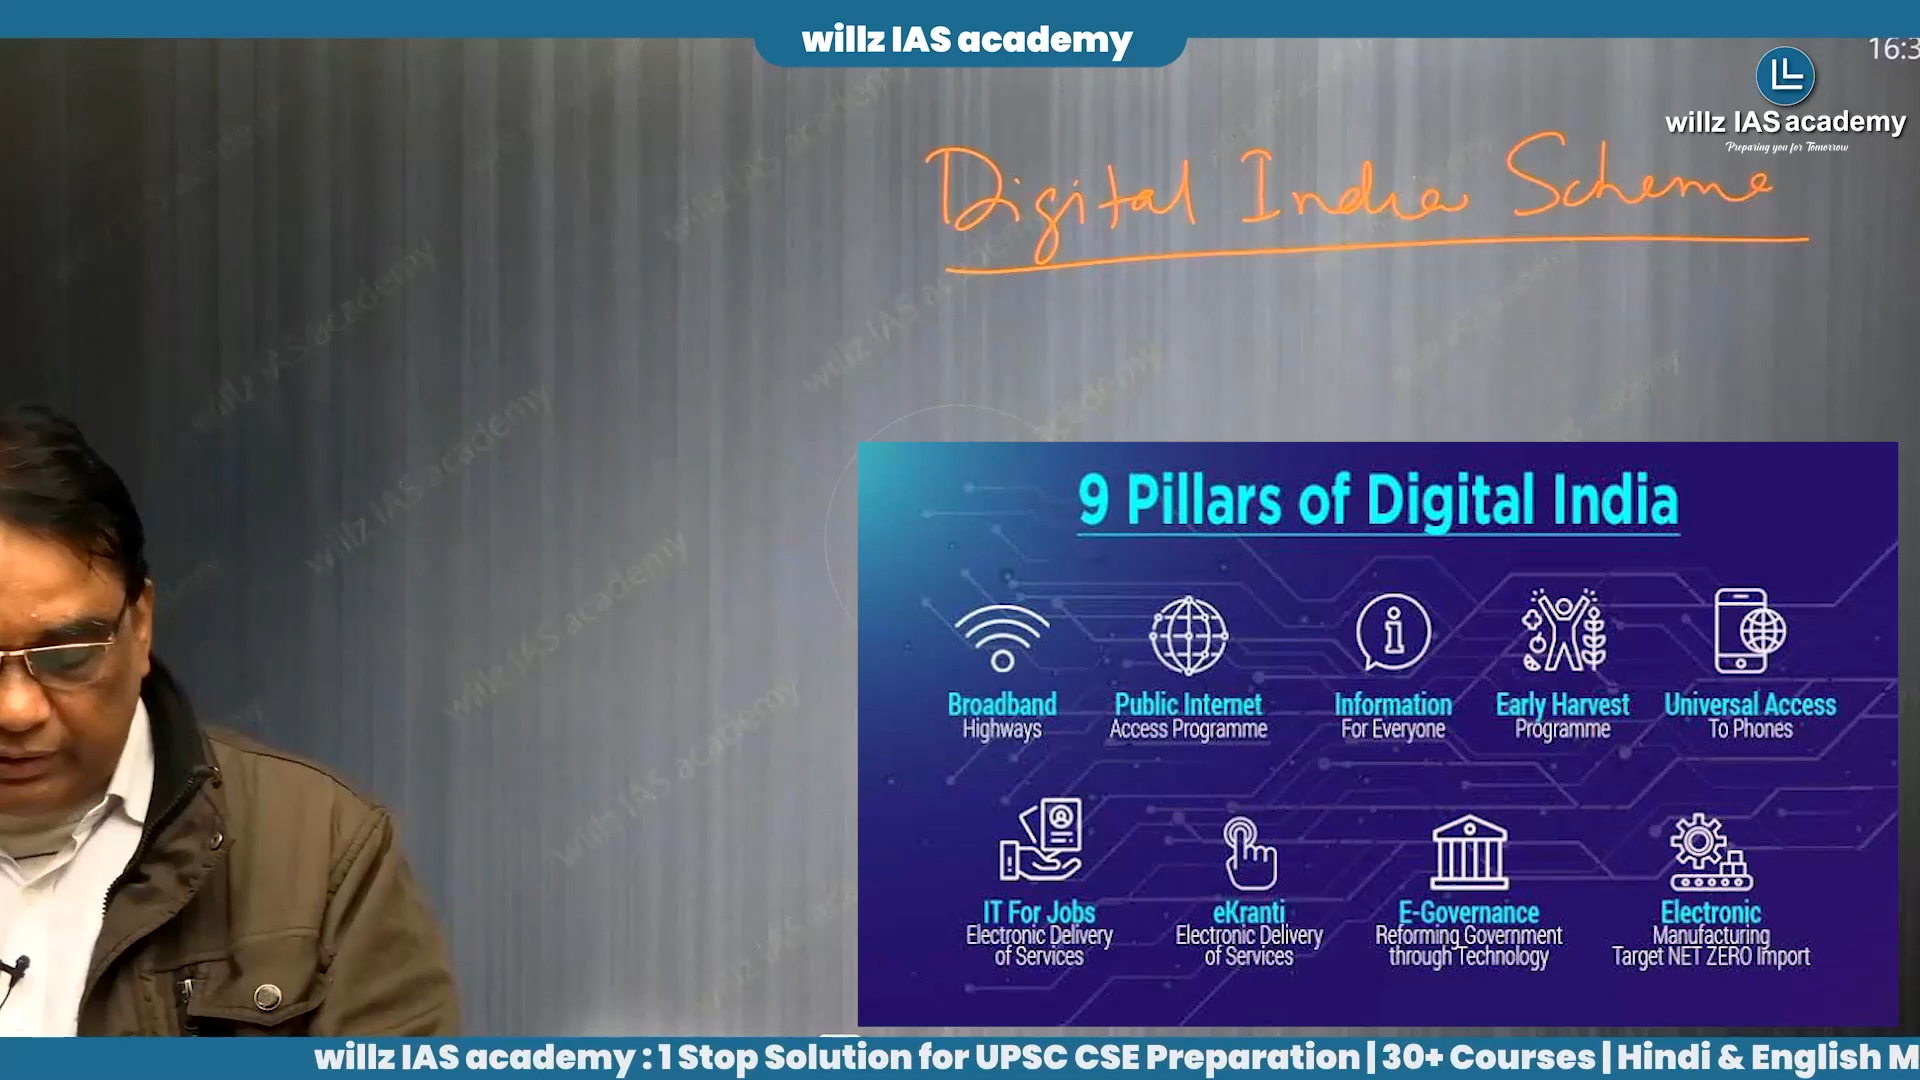 willz IAS academy
16:3
willz IAS academy
Preparing you for Tomorrow
Digital India Scheme
9 Pillars of Digital India
Broadband
Highways
Public Internet
Access Programme
Information
For Everyone
Early Harvest
Programme
Universal Access
To Phones
IT For Jobs
Electronic Delivery
of Services
eKranti
Electronic Delivery
of Services
E-Governance
Reforming Government
through Technology
Electronic
Manufacturing
Target NET ZERO Import
willz IAS academy : 1 Stop Solution for UPSC CSE Preparation | 30+ Courses | Hindi & English M